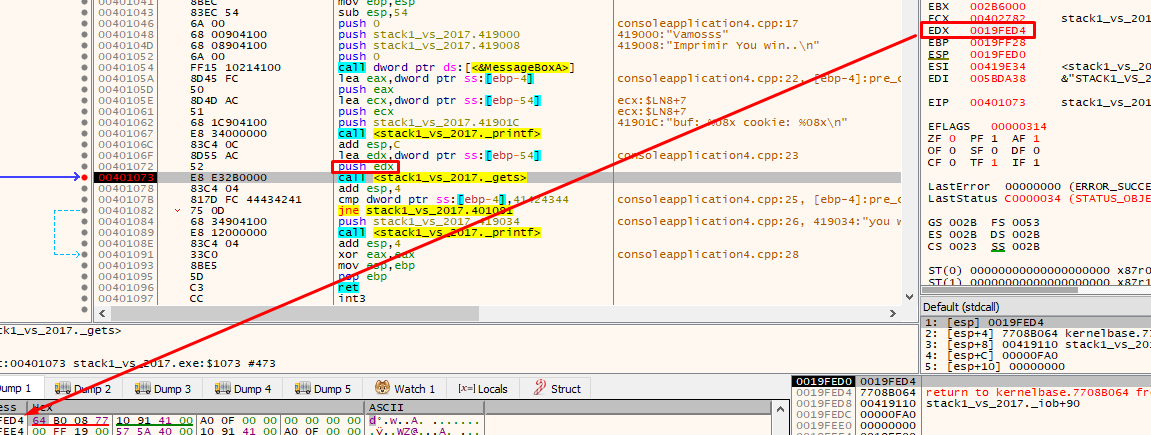 00401041 8BEC mov ebp,esp
00401043 83EC 54 sub esp,54
00401046 6A 00 push 0 consoleapplication4.cpp:17
00401048 68 00904100 push stack1_vs_2017.419000 419000:"Vamosss"
0040104D 68 08904100 push stack1_vs_2017.419008 419008:"Imprimir You win..\n"
00401052 6A 00 push 0
00401054 FF15 10214100 call dword ptr ds:[<&MessageBoxA>]
0040105A 8D45 FC lea eax,dword ptr ss:[ebp-4] consoleapplication4.cpp:22, [ebp-4]:pre_c
0040105D 50 push eax
0040105E 8D4D AC lea ecx,dword ptr ss:[ebp-54] ecx:$LN8+7
00401061 51 push ecx ecx:$LN8+7
00401062 68 1C904100 push stack1_vs_2017.41901C 41901C:"buf: %08x cookie: %08x\n"
00401067 E8 34000000 call <stack1_vs_2017._printf>
0040106C 83C4 0C add esp,C
0040106F 8D55 AC lea edx,dword ptr ss:[ebp-54] consoleapplication4.cpp:23
00401072 52 push edx
00401073 E8 E32B0000 call <stack1_vs_2017._gets>
00401078 83C4 04 add esp,4
0040107B 817D FC 44434241 cmp dword ptr ss:[ebp-4],41424344 consoleapplication4.cpp:25, [ebp-4]:pre_c
00401082 75 0D jne stack1_vs_2017.401091
00401084 68 34904100 push stack1_vs_2017.419034 consoleapplication4.cpp:26, 419034:"you w
00401089 E8 12000000 call <stack1_vs_2017._printf>
0040108E 83C4 04 add esp,4
00401091 33C0 xor eax,eax consoleapplication4.cpp:28
00401093 8BE5 mov esp,ebp
00401095 5D pop ebp
00401096 C3 ret
00401097 CC int3
EBX 002B6000
ECX 00402782 stack1_vs_20
EDX 0019FED4
EBP 0019FF28
ESP 0019FED0
ESI 00419E34 <stack1_vs_2
EDI 005BDA38 &"STACK1_VS
EIP 00401073 stack1_vs_20
EFLAGS 00000314
ZF 0 PF 1 AF 1
OF 0 SF 0 DF 0
CF 0 TF 1 IF 1
LastError 00000000 (ERROR_SUCCE
LastStatus C0000034 (STATUS_OBJE
GS 002B FS 0053
ES 002B DS 002B
CS 0023 SS 002B
ST(0) 00000000000000000000 x87r0
ST(1) 00000000000000000000 x87r1
Default (stdcall)
1: [esp] 0019FED4
2: [esp+4] 7708B064 kernelbase.77
3: [esp+8] 00419110 stack1_vs_201
4: [esp+C] 00000FA0
5: [esp+10] 00000000
s_2017._gets>
t:00401073 stack1_vs_2017.exe:$1073 #473
ump 1 Dump 2 Dump 3 Dump 4 Dump 5 Watch 1 [x=] Locals Struct
ess Hex ASCII
FED4 64 B0 08 77 10 91 41 00 A0 0F 00 00 00 00 00 00 d°.w..A. .......
FEE4 00 FF 19 00 57 5A 40 00 10 91 41 00 A0 0F 00 00 .ÿ..WZ@...A. ...
0019FED0 0019FED4
0019FED4 7708B064 return to kernelbase.7708B064 fro
0019FED8 00419110 stack1_vs_2017._iob+90
0019FEDC 00000FA0
0019FEE0 00000000